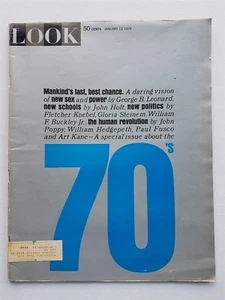 LOOK
50 CENTS JANUARY 13 1970
Mankind's last, best chance. A daring vision
of new sex and power by George B. Leonard,
new schools by John Holt, new politics by
Fletcher Knebel, Gloria Steinem, William
F. Buckley Jr., the human revolution by John
Poppy, William Hedgepeth, Paul Fusco
and Art Kane—A special issue about the
70's